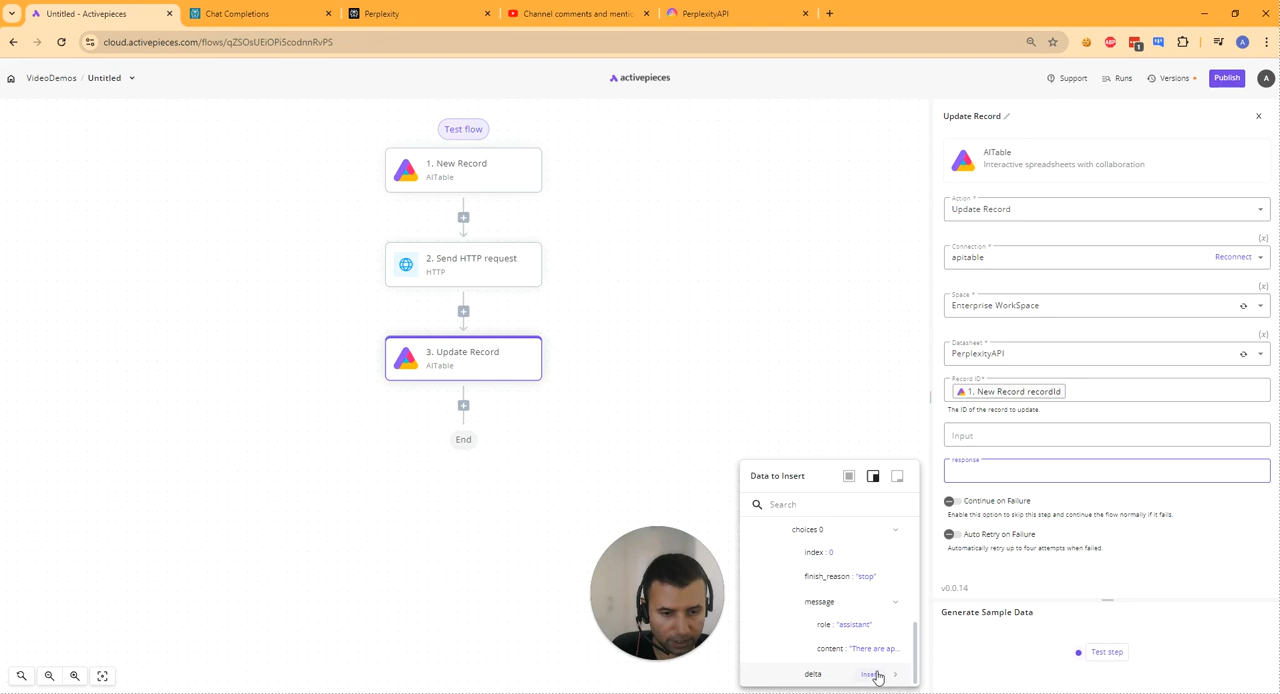 Untitled - Activepieces
Chat Completions
Perplexity
Channel comments and mentio
PerplexityAPI
cloud.activepieces.com/flows/qZSOsUEiOPi5codnnRvPS
VideoDemos / Untitled
activepieces
Support
Runs
Versions
Publish
A
Test flow
1. New Record
AITable
2. Send HTTP request
HTTP
3. Update Record
AITable
End
Update Record
AITable
Interactive spreadsheets with collaboration
Action *
Update Record
{x}
Connection *
apitable
Reconnect
{x}
Space *
Enterprise WorkSpace
{x}
Datasheet *
PerplexityAPI
Record ID*
1. New Record recordId
The ID of the record to update.
Input
response
Continue on Failure
Enable this option to skip this step and continue the flow normally if it fails.
Auto Retry on Failure
Automatically retry up to four attempts when failed.
v0.0.14
Generate Sample Data
Test step
Data to Insert
Search
choices 0
index : 0
finish_reason : "stop"
message
role : "assistant"
content : "There are ap...
delta
Insert